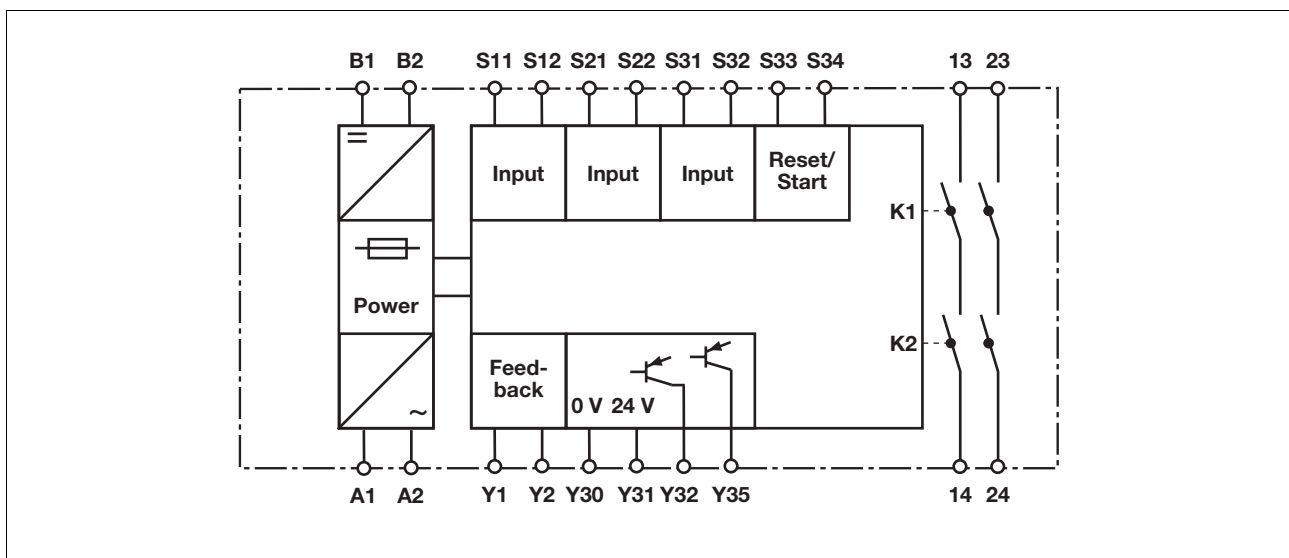 B1 B2 S11 S12 S21 S22 S31 S32 S33 S34 13 23
=
Input Input Input Reset/
Start
K1
Power
K2
Feed-
back
0 V 24 V
~
A1 A2 Y1 Y2 Y30 Y31 Y32 Y35 14 24